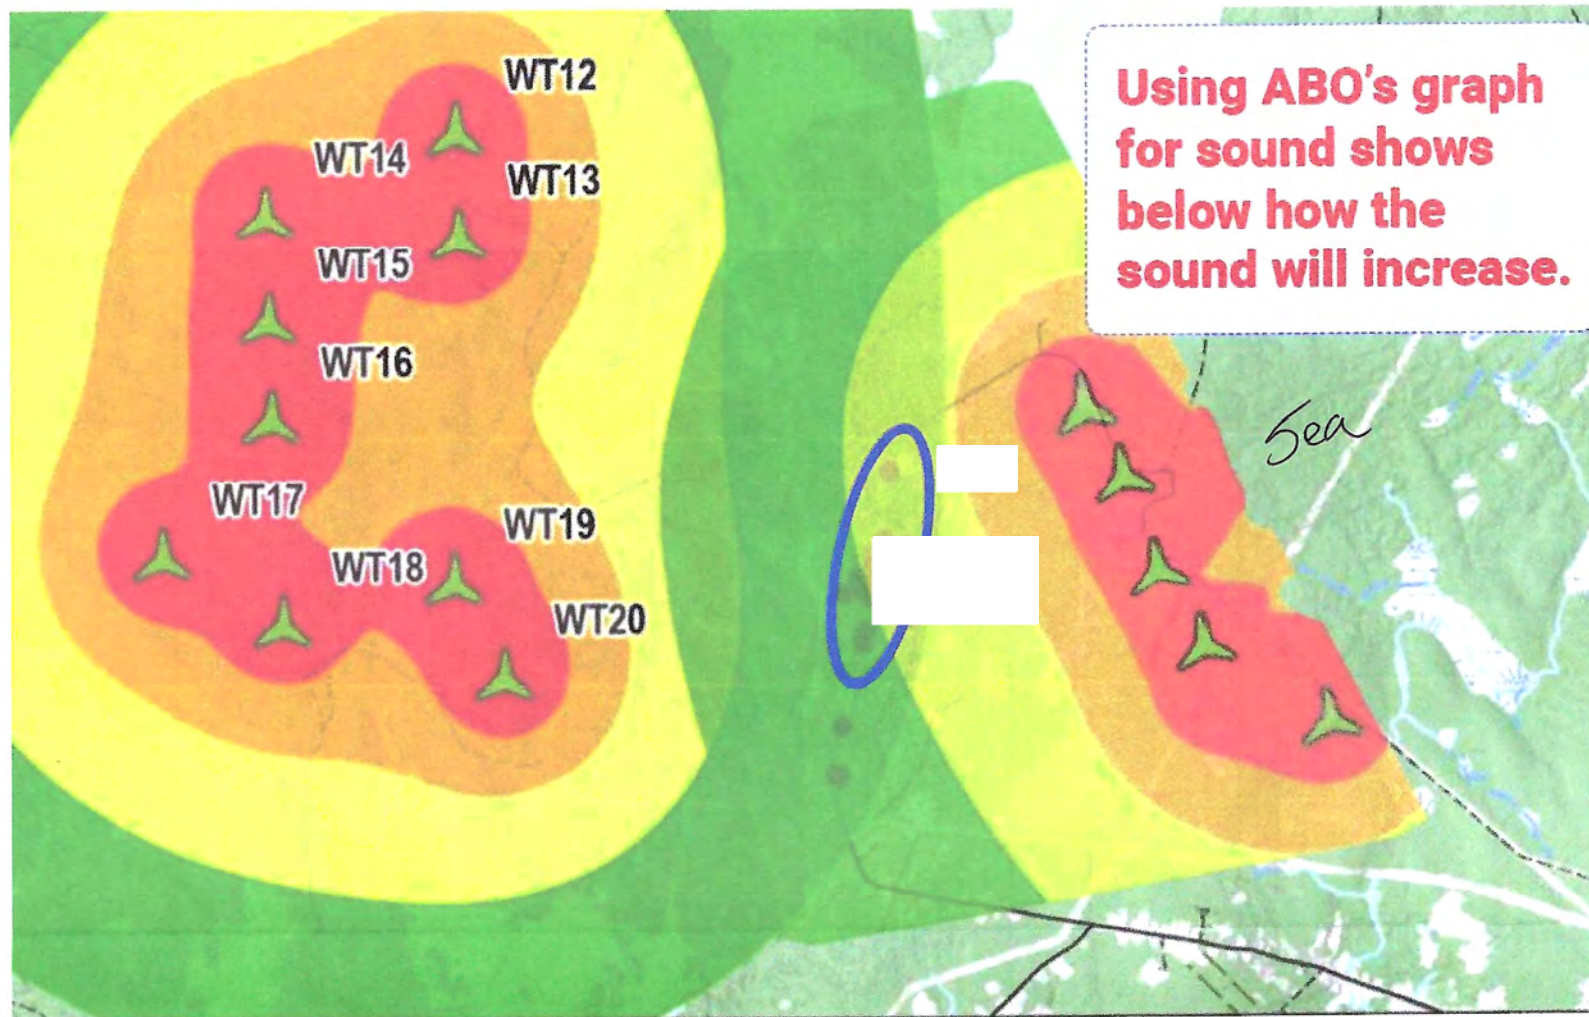 Using ABO's graph
for sound shows
below how the
sound will increase.
WT12
WT14
WT13
WT15
WT16
Sea
WT17
WT19
WT18
WT20